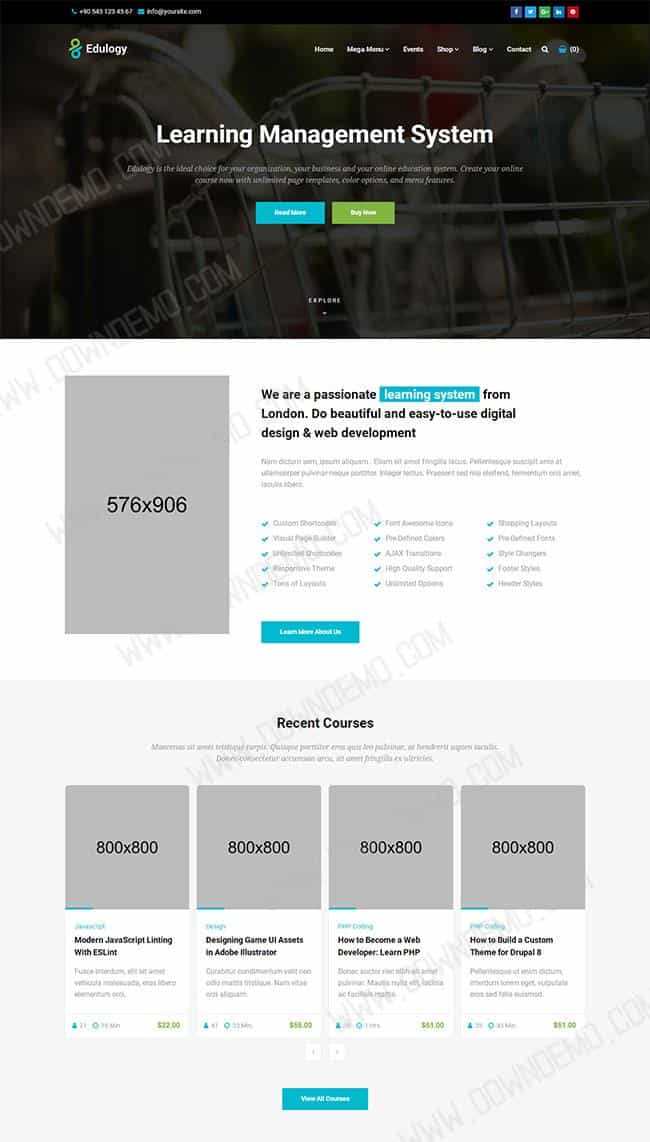 +90 543 123 45 67 info@yoursite.com
Edulogy
Home Mega Menu Events Shop Blog Contact (0)
Learning Management System
Edulogy is the ideal choice for your organization, your business and your online education system. Create your online
course now with unlimited page templates, color options, and menu features.
Read More Buy Now
EXPLORE
576x906
We are a passionate learning system from
London. Do beautiful and easy-to-use digital
design & web development
Nam dictum sem, ipsum aliquam . Etiam sit amet fringilla lacus. Pellentesque suscipit ante at
ullamcorper pulvinar neque porttitor. Integer lectus. Praesent sed nisi eleifend, fermentum orci amet,
iaculis libero.
Custom Shortcodes Font Awesome Icons Shopping Layouts
Visual Page Builder Pre-Defined Colors Pre-Defined Fonts
Unlimited Shortcodes AJAX Transitions Style Changers
Responsive Theme High Quality Support Footer Styles
Tons of Layouts Unlimited Options Header Styles
Learn More About Us
Recent Courses
Maecenas sit amet tristique turpis. Quisque porttitor eros quis leo pulvinar, at hendrerit sapien iaculis.
Donec consectetur accumsan arcu, sit amet fringilla ex ultricies.
800x800 800x800 800x800 800x800
Javascript Design PHP Coding PHP Coding
Modern JavaScript Linting
With ESLint
Designing Game UI Assets
in Adobe Illustrator
How to Become a Web
Developer: Learn PHP
How to Build a Custom
Theme for Drupal 8
Fusce interdum, elit sit amet
vehicula malesuada, eros libero
elementum orci.
Curabitur condimentum velit non
odio mattis tristique. Nam vitae
orci aliquam.
Donec auctor nec nibh sit amet
pulvinar. Mauris nulla elit, lacinia
ac facilisis mattis.
Pellentesque ut enim dictum,
interdum lorem eget, vulputate
eros sed felis euismod.
21 Min. $22.00
41 33 Min. $55.00
1 Hrs. $61.00
Min. $51.00
View All Courses
WWW.DOWNDEMO.COM